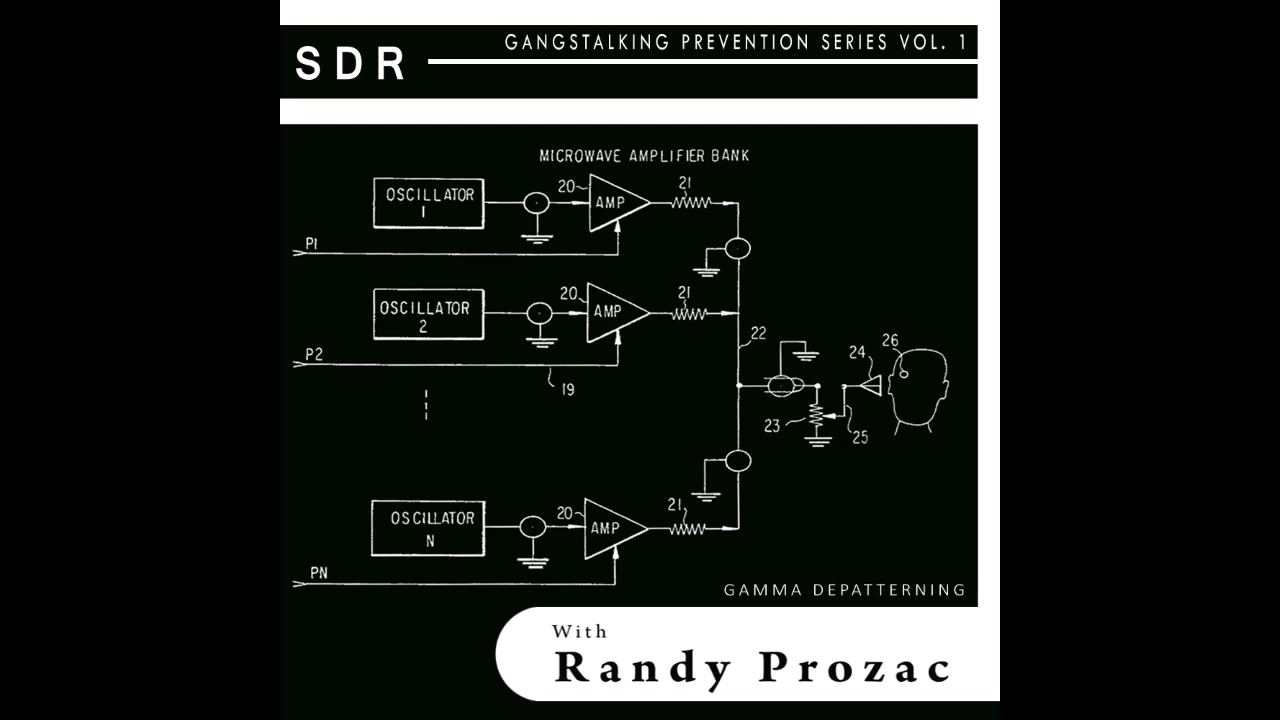 GANGSTALKING PREVENTION SERIES VOL. 1
SDR
MICROWAVE AMPLIFIER BANK
OSCILLATOR
1
20
AMP
21
P1
OSCILLATOR
2
20
AMP
21
22
P2
19
24
26
23
25
OSCILLATOR
N
20
AMP
21
PN
GAMMA DEPATTERNING
With
Randy Prozac